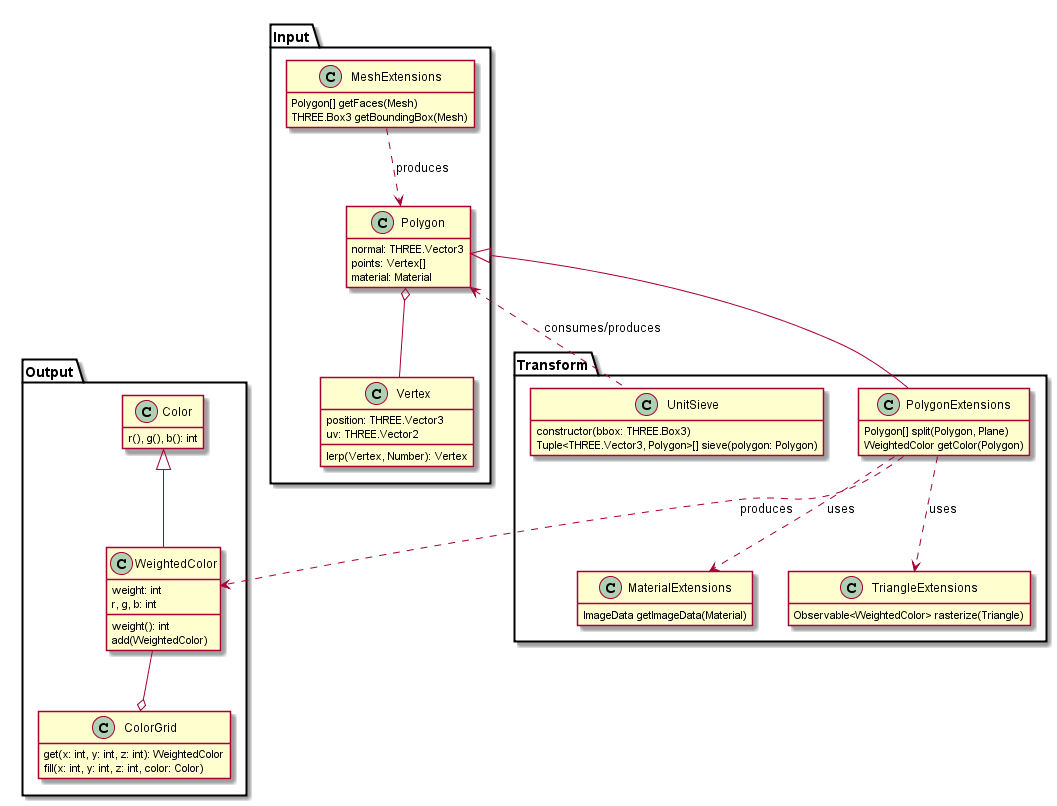 Input
C MeshExtensions
Polygon[] getFaces(Mesh)
THREE.Box3 getBoundingBox(Mesh)
produces
C Polygon
normal: THREE.Vector3
points: Vertex[]
material: Material
consumes/produces
C Vertex
position: THREE.Vector3
uv: THREE.Vector2
lerp(Vertex, Number): Vertex
Transform
C UnitSieve
constructor(bbox: THREE.Box3)
Tuple<THREE.Vector3, Polygon>[] sieve(polygon: Polygon)
C PolygonExtensions
Polygon[] split(Polygon, Plane)
WeightedColor getColor(Polygon)
produces
uses
uses
C MaterialExtensions
ImageData getImageData(Material)
C TriangleExtensions
Observable<WeightedColor> rasterize(Triangle)
Output
C Color
r(), g(), b(): int
C WeightedColor
weight: int
r, g, b: int
weight(): int
add(WeightedColor)
C ColorGrid
get(x: int, y: int, z: int): WeightedColor
fill(x: int, y: int, z: int, color: Color)